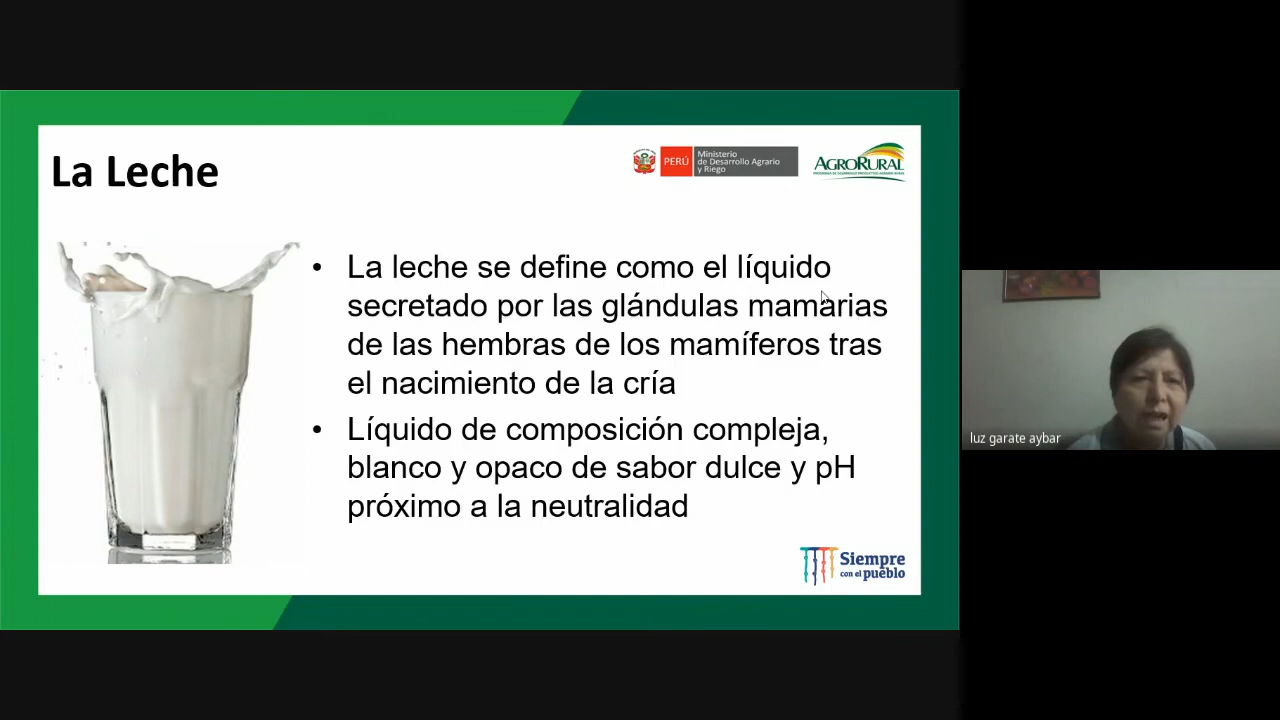 La Leche
PERÚ
Ministerio
de Desarrollo Agrario
y Riego
AGRORURAL
• La leche se define como el líquido
secretado por las glándulas mamarias
de las hembras de los mamíferos tras
el nacimiento de la cría
• Líquido de composición compleja,
blanco y opaco de sabor dulce y pH
próximo a la neutralidad
Siempre
con el pueblo
luz garate aybar